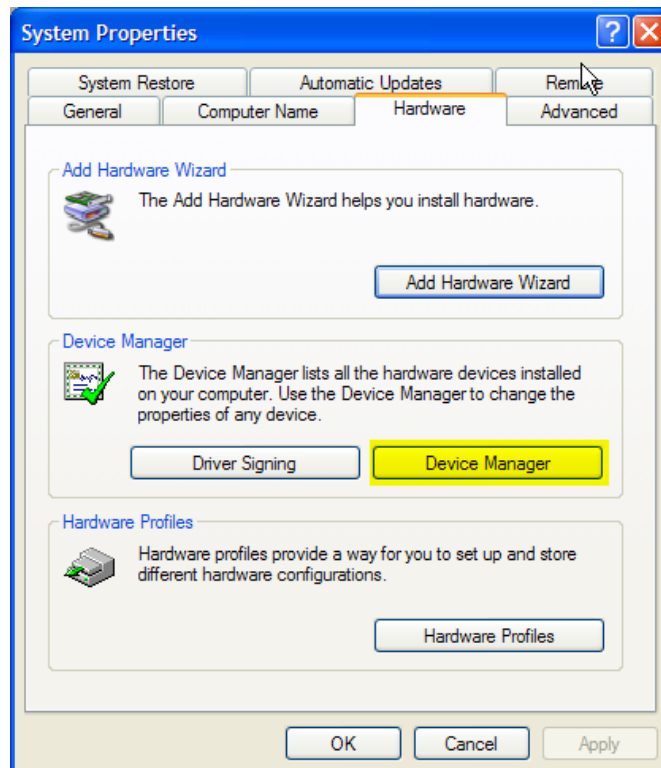 System Properties
System Restore Automatic Updates Remote
General Computer Name Hardware Advanced
Add Hardware Wizard
The Add Hardware Wizard helps you install hardware.
Add Hardware Wizard
Device Manager
The Device Manager lists all the hardware devices installed
on your computer. Use the Device Manager to change the
properties of any device.
Driver Signing Device Manager
Hardware Profiles
Hardware profiles provide a way for you to set up and store
different hardware configurations.
Hardware Profiles
OK Cancel Apply